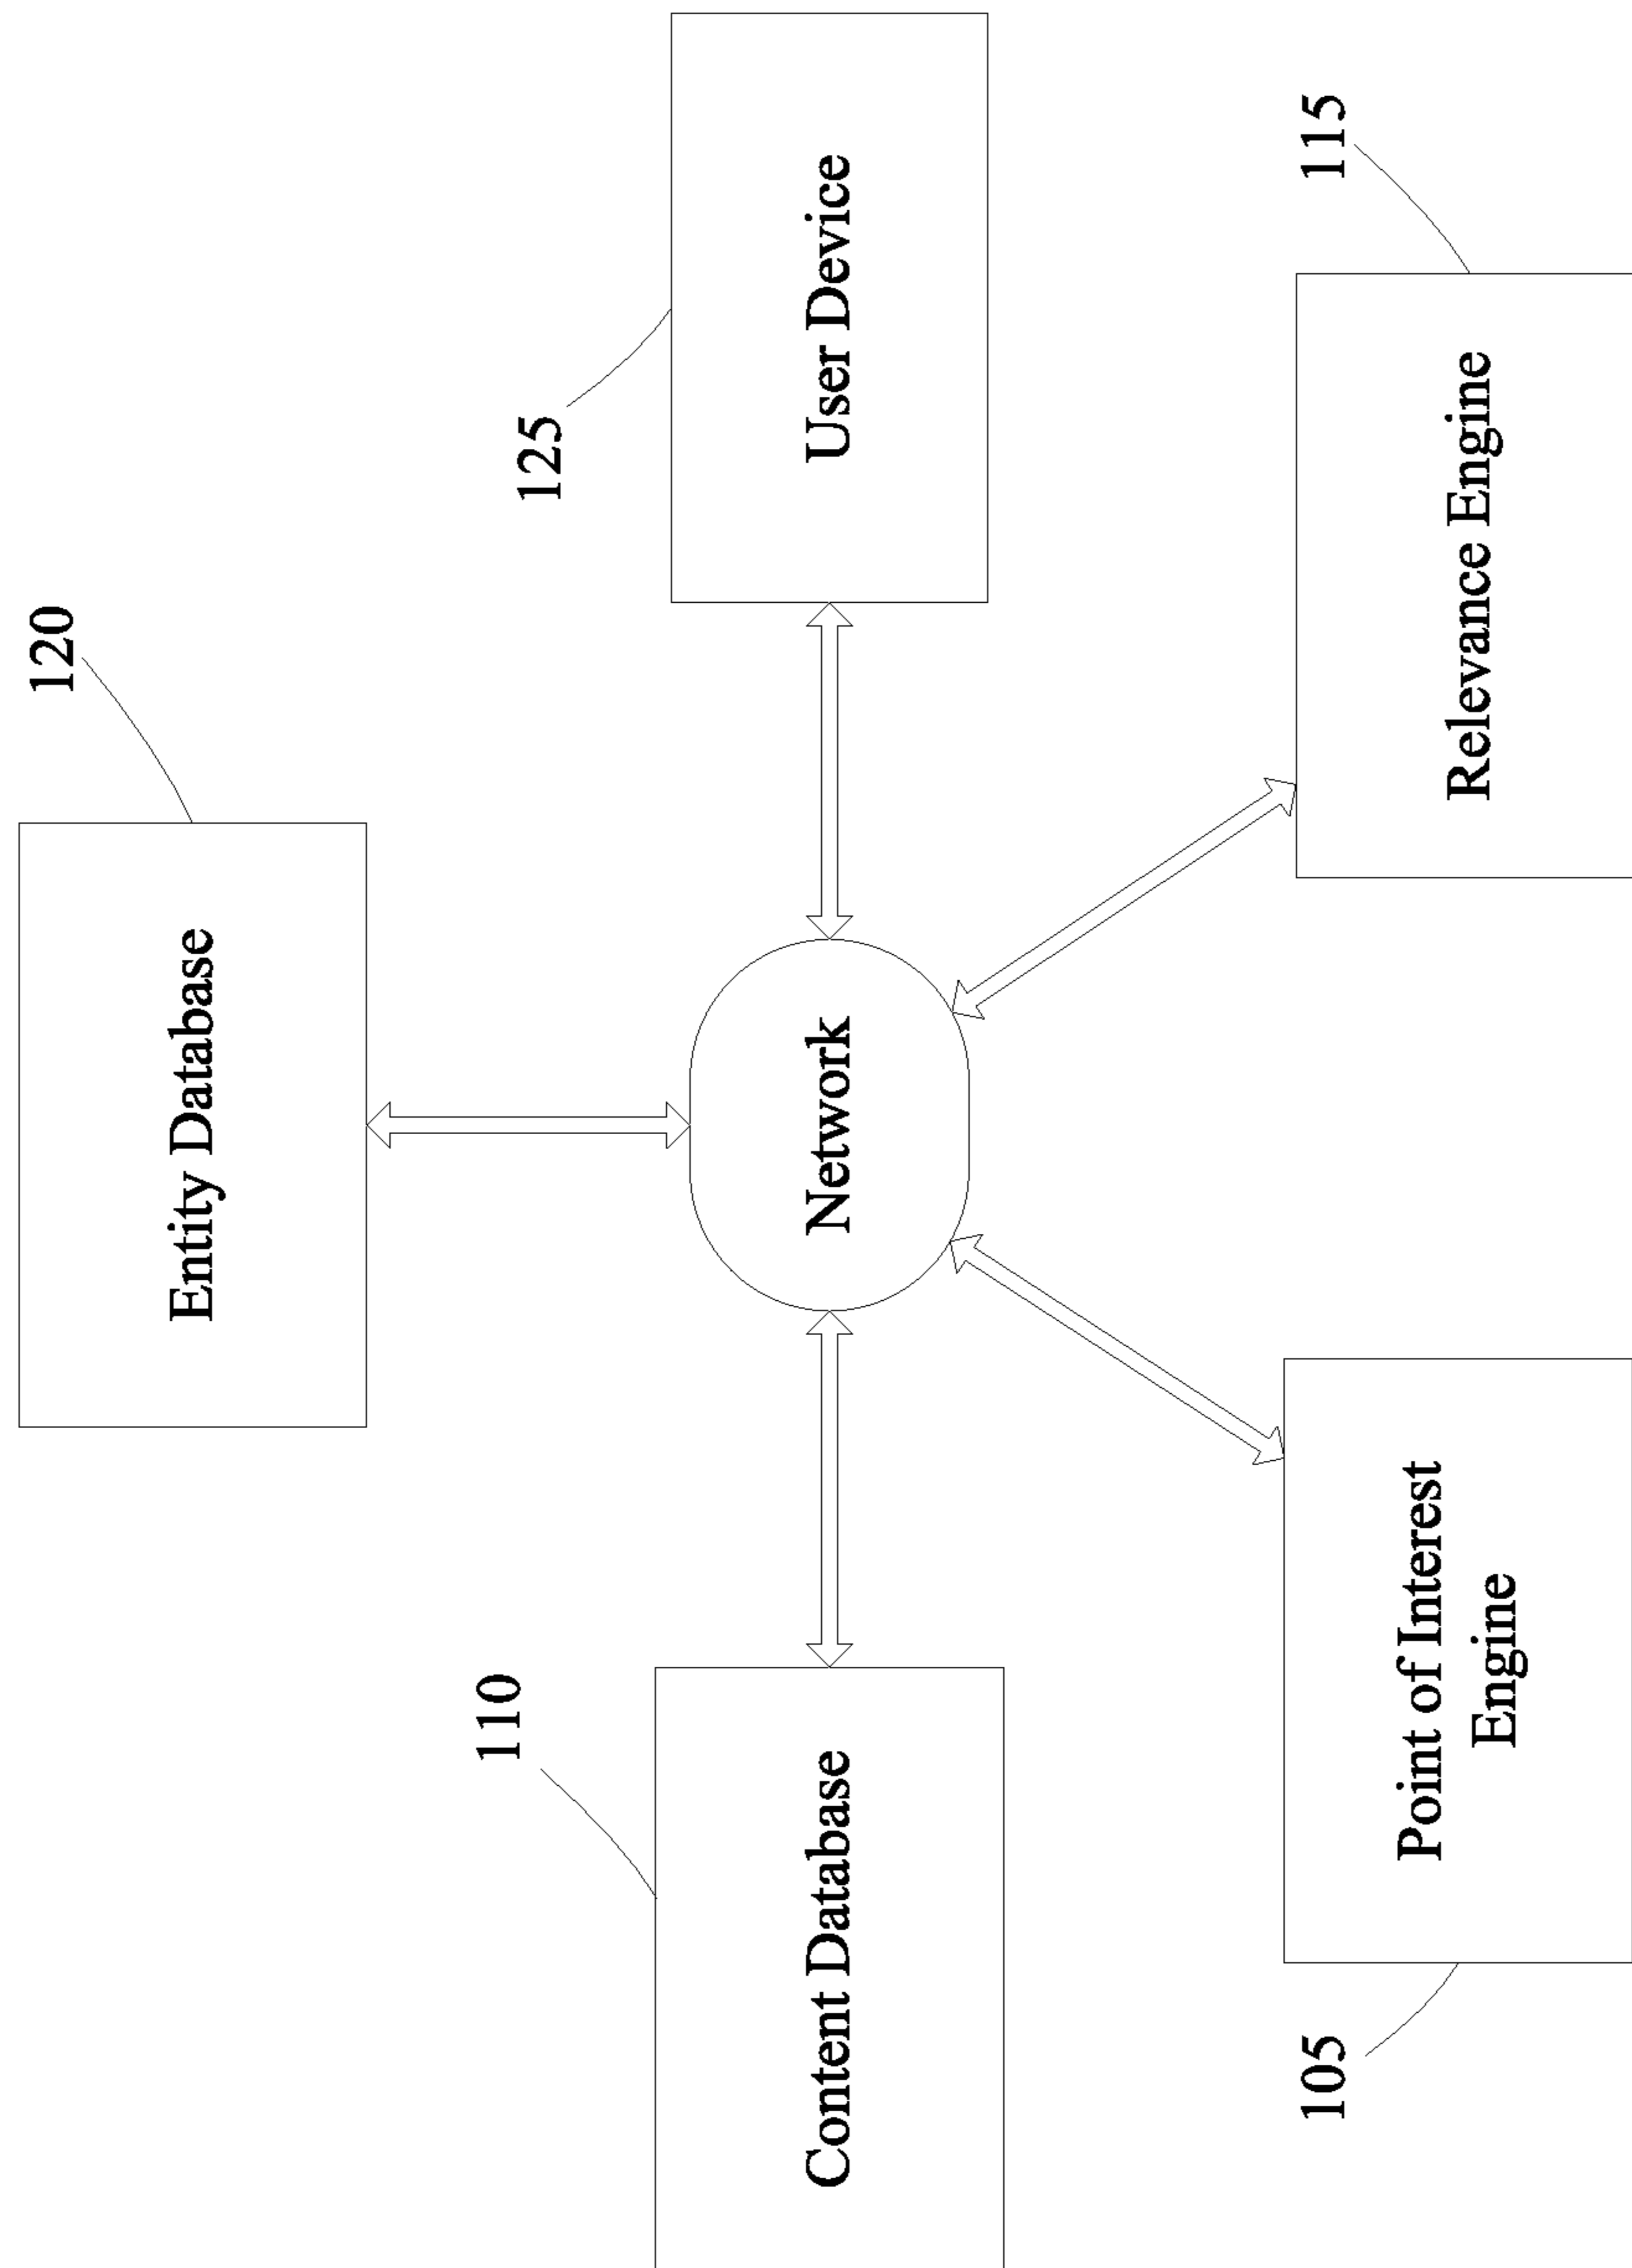 120
Entity Database
125
110
Content Database
Network
User Device
105
115
Point of Interest
Engine
Relevance Engine